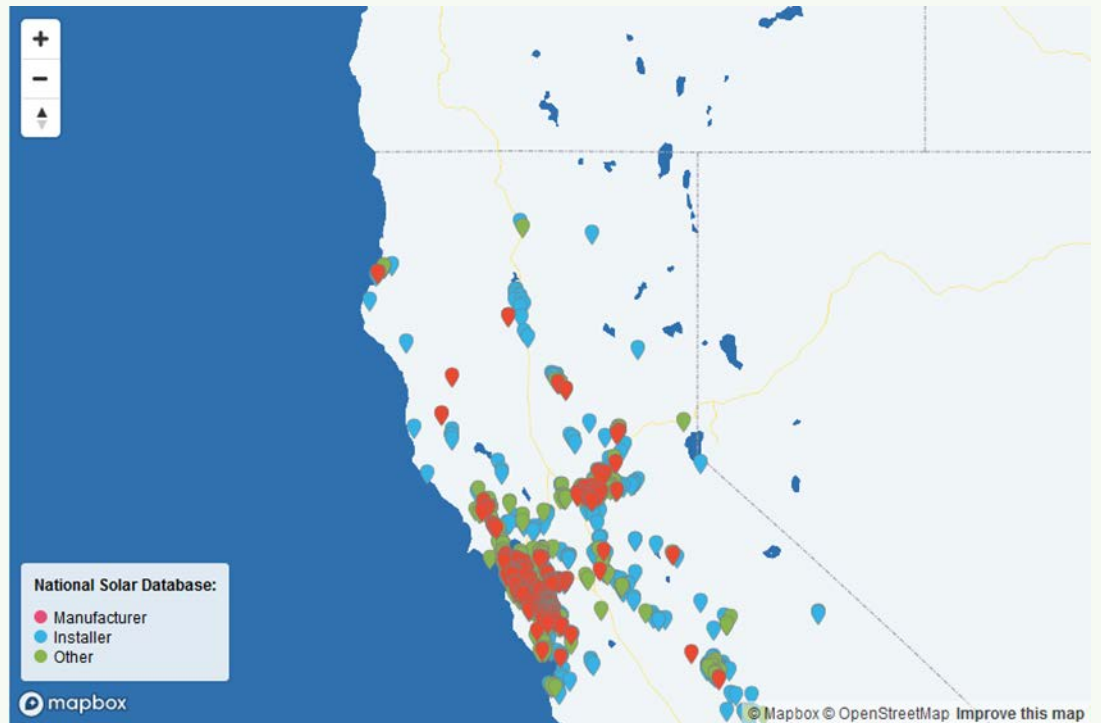 +
−
National Solar Database:
Manufacturer
Installer
Other
mapbox
© Mapbox © OpenStreetMap Improve this map